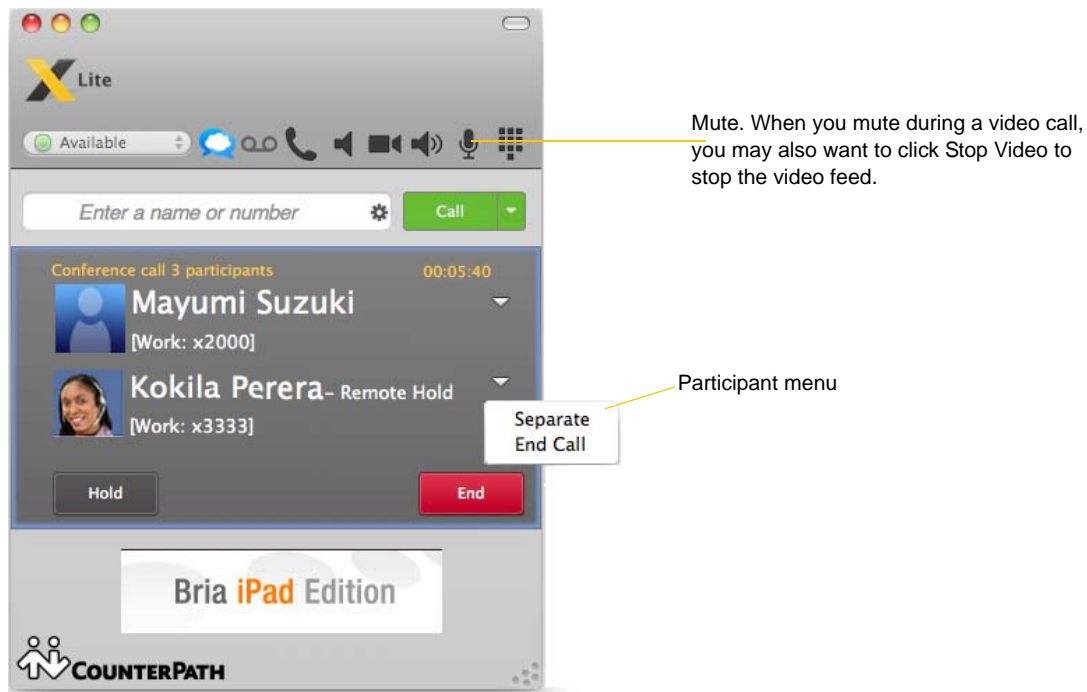 X Lite
Available
Mute. When you mute during a video call,
you may also want to click Stop Video to
stop the video feed.
Enter a name or number
Call
Conference call 3 participants
00:05:40
Mayumi Suzuki
[Work: x2000]
Kokila Perera– Remote Hold
[Work: x3333]
Participant menu
Separate
End Call
Hold
End
Bria iPad Edition
COUNTERPATH